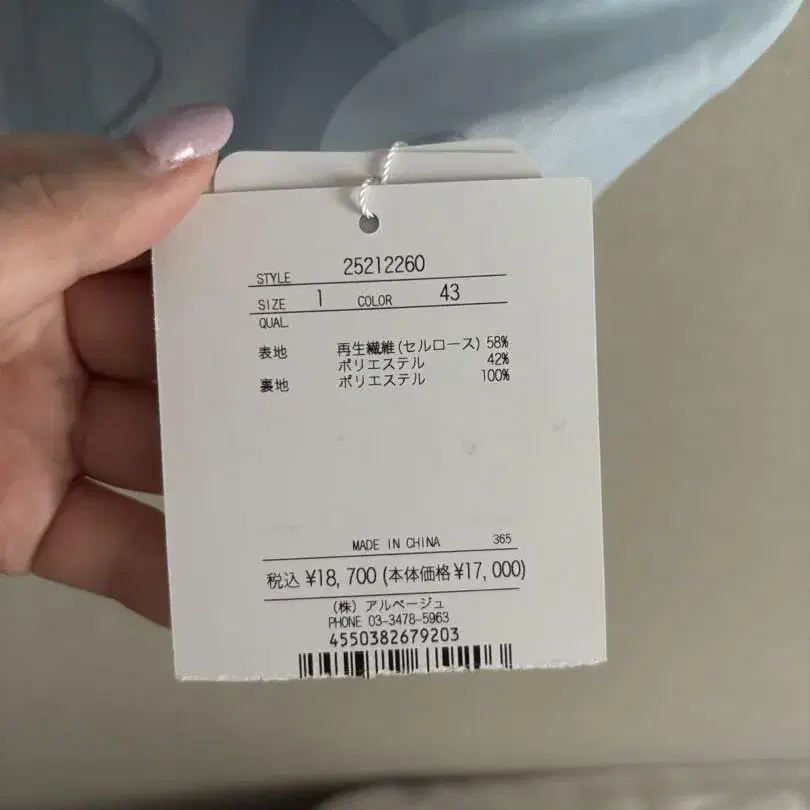 STYLE 25212260
SIZE 1 COLOR 43
QUAL.
表地 再生繊維(セルロース) 58%
ポリエステル 42%
裏地 ポリエステル 100%
MADE IN CHINA 365
税込 ¥18,700 (本体価格¥17,000)
(株) アルページュ
PHONE 03-3478-5963
4550382679203